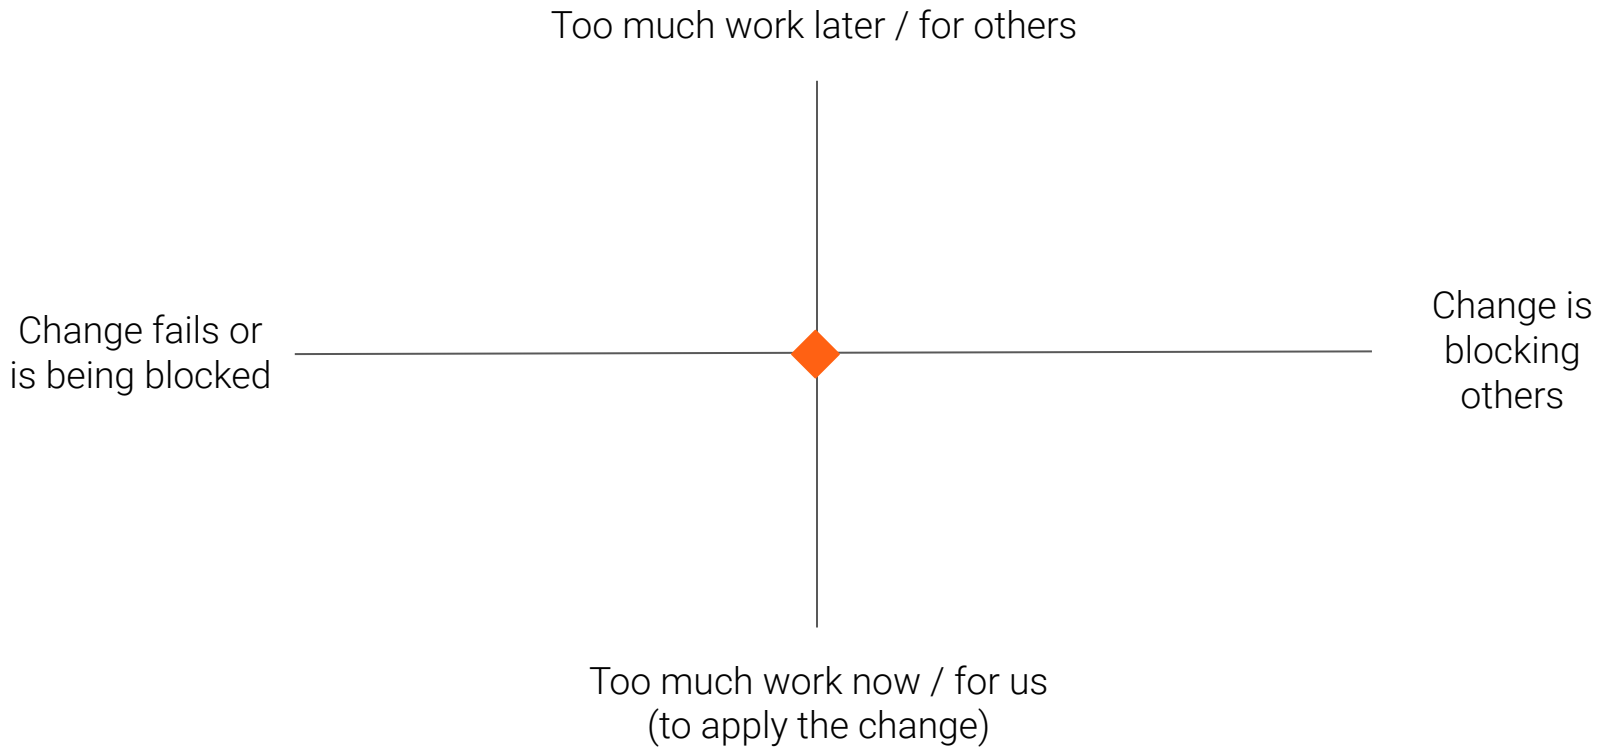 Too much work later / for others
Change fails or
is being blocked
Change is
blocking
others
Too much work now / for us
(to apply the change)